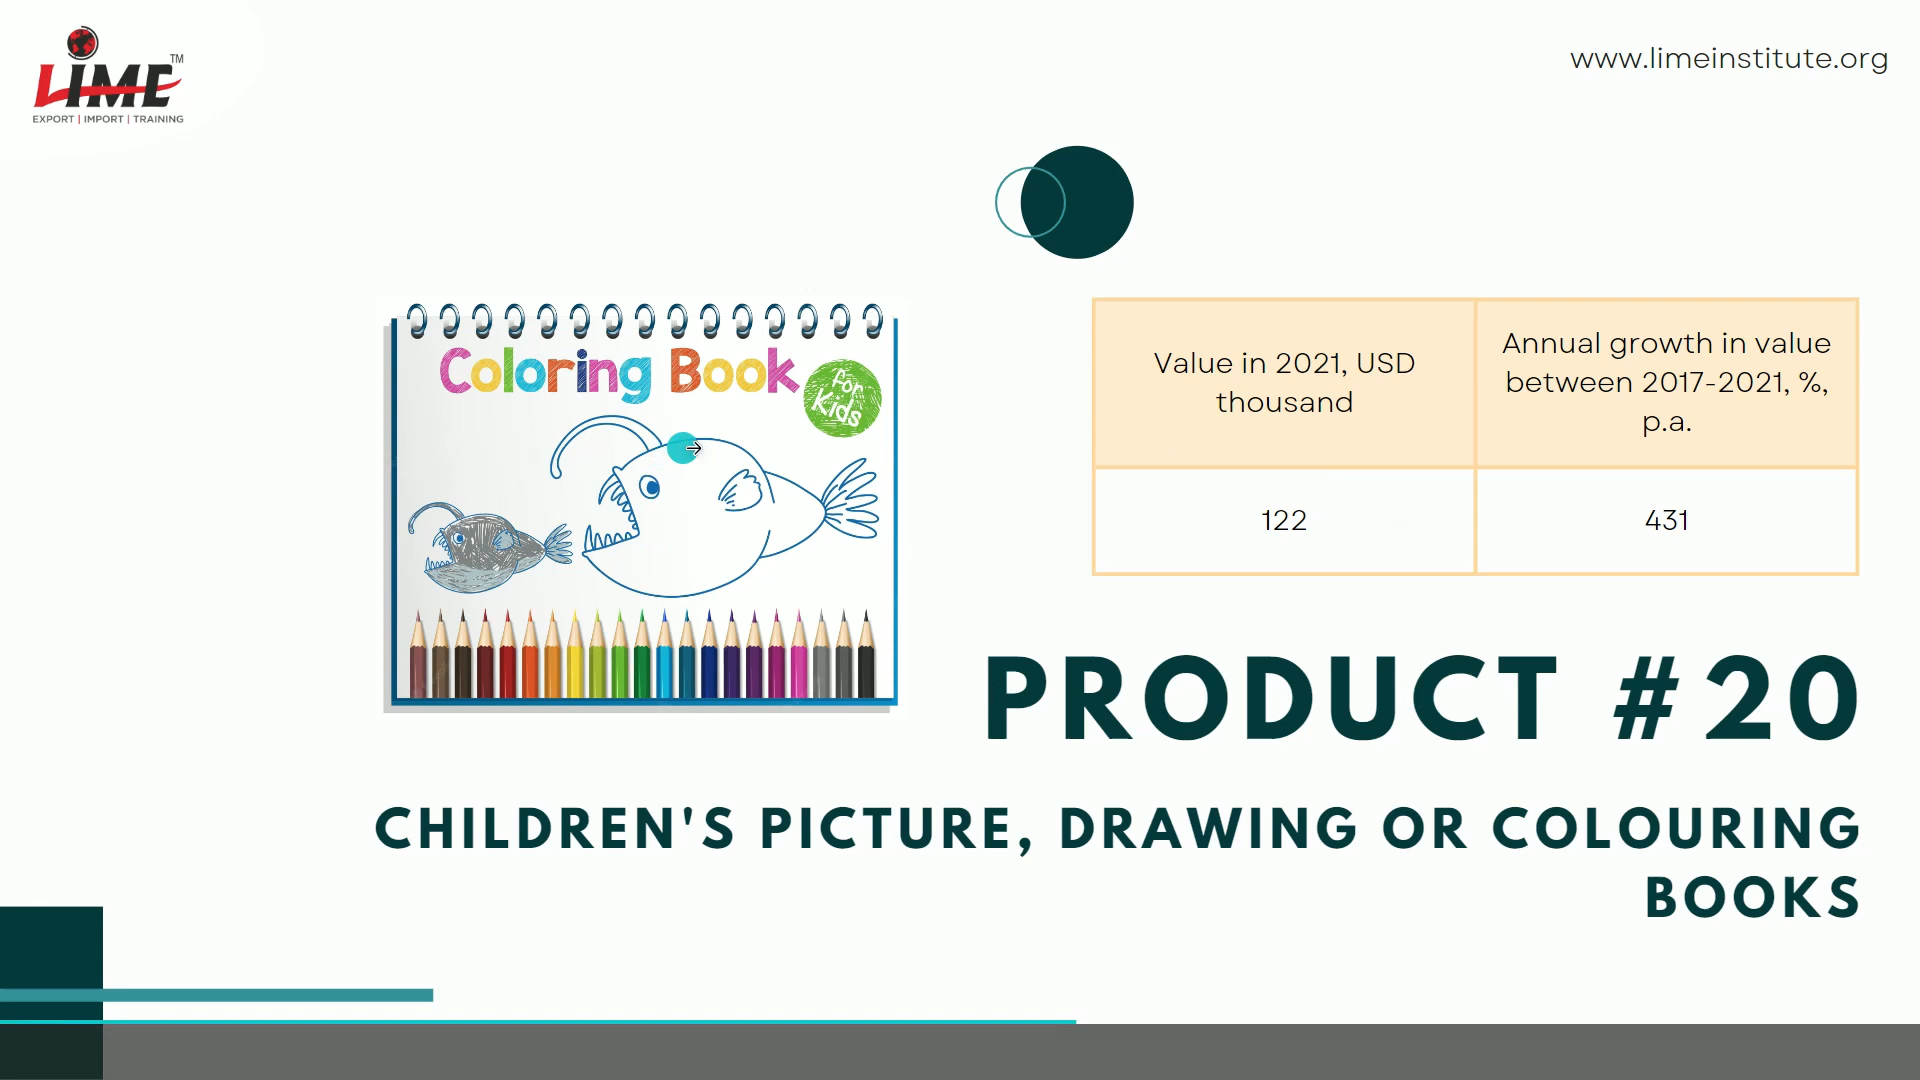 LIME TM
EXPORT | IMPORT | TRAINING
www.limeinstitute.org
Coloring Book
for
Kids
Value in 2021, USD
thousand
Annual growth in value
between 2017-2021, %,
p.a.
122
431
PRODUCT #20
CHILDREN'S PICTURE, DRAWING OR COLOURING
BOOKS